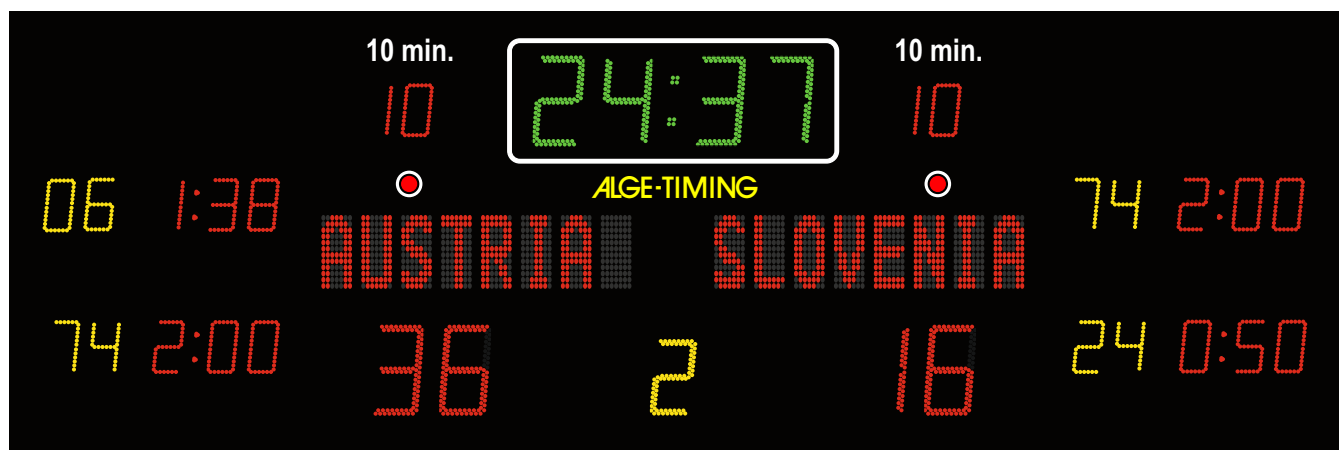 10 min. 24:37 10 min.
10 10
ALGE-TIMING
06 1:38 74 2:00
AUSTRIA SLOVENIA
74 2:00 36 2 16 24 0:50